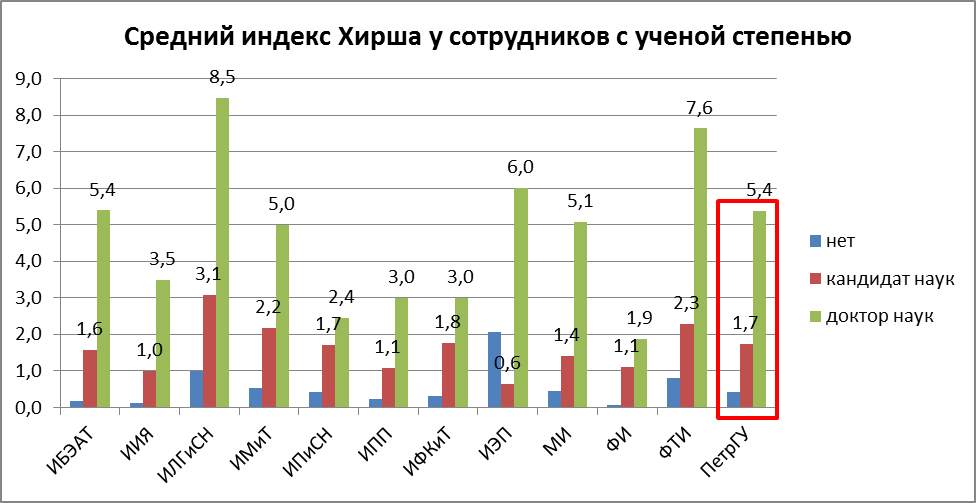 Средний индекс Хирша у сотрудников с ученой степенью
9,0
8,0
7,0
6,0
5,0
4,0
3,0
2,0
1,0
0,0
1,6
5,4
1,0
3,5
3,1
8,5
2,2
5,0
1,7
2,4
1,1
3,0
1,8
3,0
0,6
6,0
1,4
5,1
1,1
1,9
2,3
7,6
1,7
5,4
ИБЭАТ
ИИЯ
ИЛГиСН
ИМиТ
ИПиСН
ИПП
ИФКиТ
ИЭП
МИ
ФИ
ФТИ
ПетрГУ
нет
кандидат наук
доктор наук